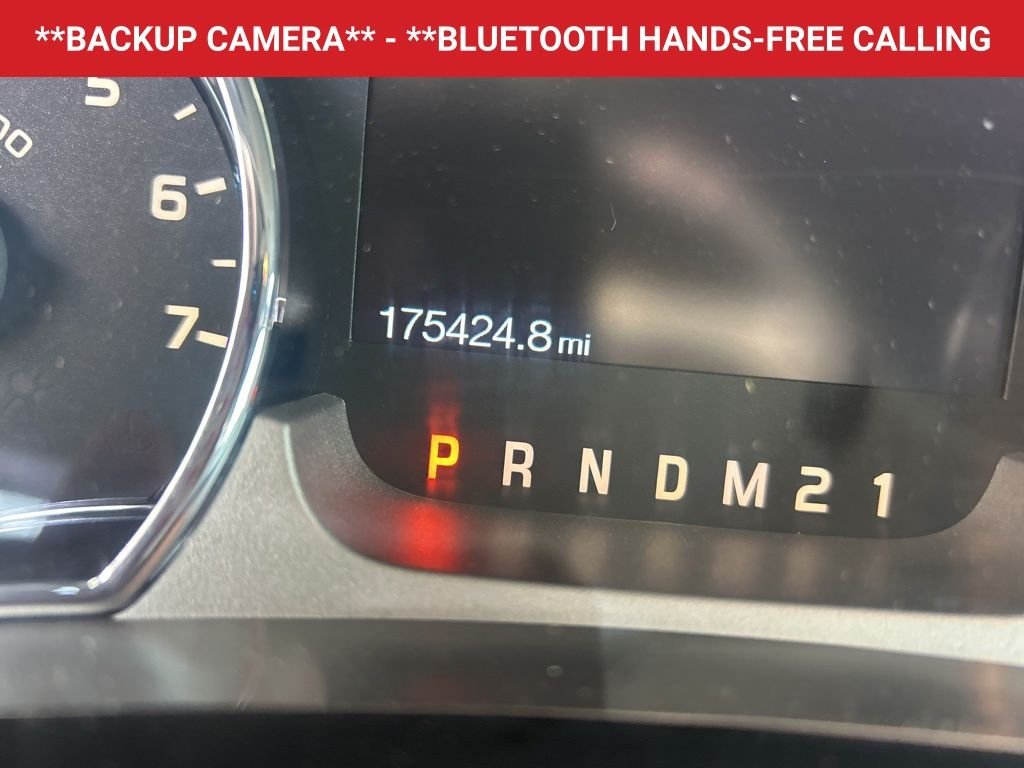 **BACKUP CAMERA** - **BLUETOOTH HANDS-FREE CALLING
5
6
7
175424.8 mi
P R N D M 2 1